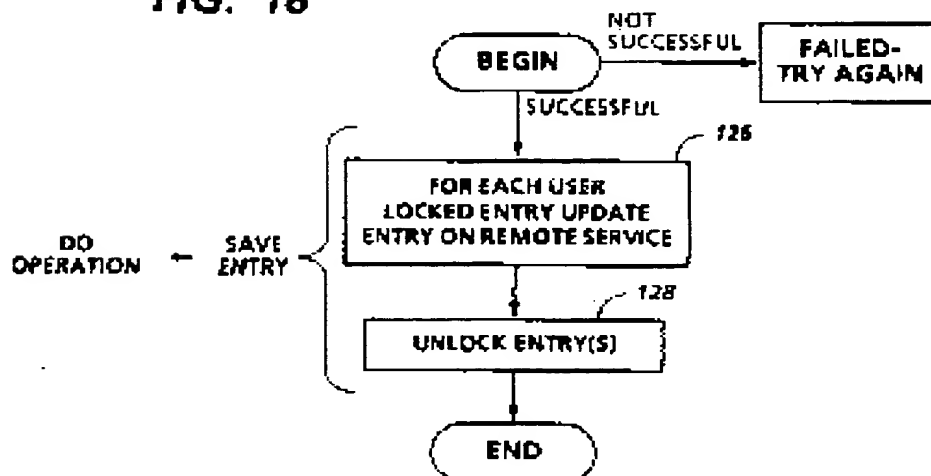 FIG. 18
NOT
SUCCESSFUL
BEGIN
FAILED-
TRY AGAIN
SUCCESSFUL
126
FOR EACH USER
LOCKED ENTRY UPDATE
ENTRY ON REMOTE SERVICE
DO
OPERATION
←
SAVE
ENTRY
128
UNLOCK ENTRY(S)
END